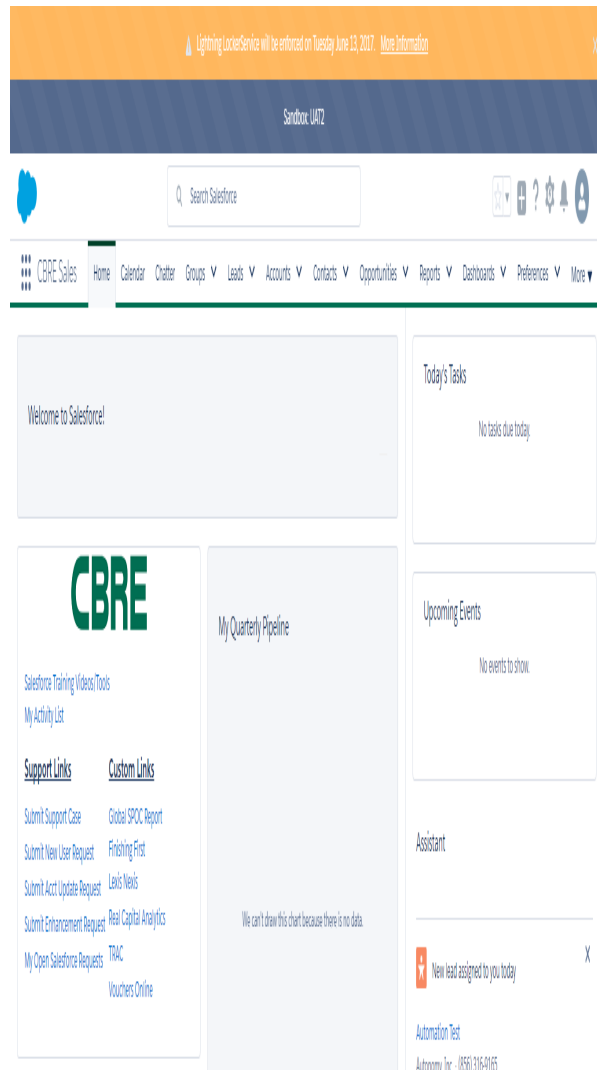 Lightning LockerService will be enforced on Tuesday June 13, 2017. More Information X
Sandbox: UAT2
Search Salesforce
CBRE Sales Home Calendar Chatter Groups Leads Accounts Contacts Opportunities Reports Dashboards Preferences More
Welcome to Salesforce!
CBRE
Salesforce Training Videos/Tools
My Activity List
Support Links
Submit Support Case
Submit New User Request
Submit Acct Update Request
Submit Enhancement Request
My Open Salesforce Requests
Custom Links
Global SPOC Report
Finishing First
Lexis Nexis
Real Capital Analytics
TRAC
Vouchers Online
My Quarterly Pipeline
We can't draw this chart because there is no data.
Today's Tasks
No tasks due today.
Upcoming Events
No events to show.
Assistant
New lead assigned to you today X
Automation Test
Autonomy Inc. · (856) 316-9165